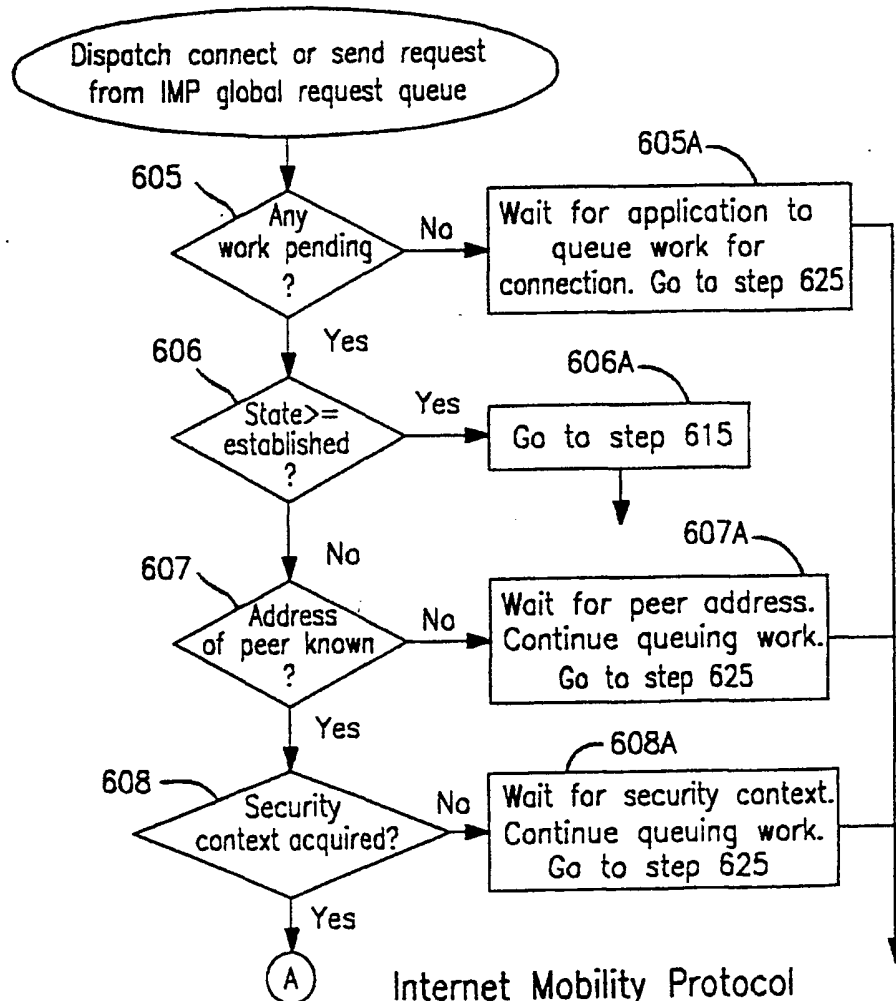 Dispatch connect or send request
from IMP global request queue
605
Any
work pending
?
No
605A
Wait for application to
queue work for
connection. Go to step 625
Yes
606
State>=
established
?
Yes
606A
Go to step 615
No
607
Address
of peer known
?
No
607A
Wait for peer address.
Continue queuing work.
Go to step 625
Yes
608
Security
context acquired?
No
608A
Wait for security context.
Continue queuing work.
Go to step 625
Yes
A
Internet Mobility Protocol